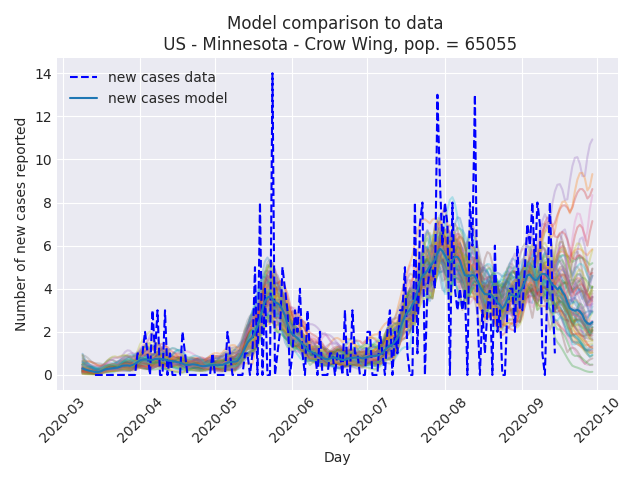 Model comparison to data
US - Minnesota - Crow Wing, pop. = 65055
new cases data
new cases model
Number of new cases reported
14
12
10
8
6
4
2
0
2020-03
2020-04
2020-05
2020-06
2020-07
2020-08
2020-09
2020-10
Day